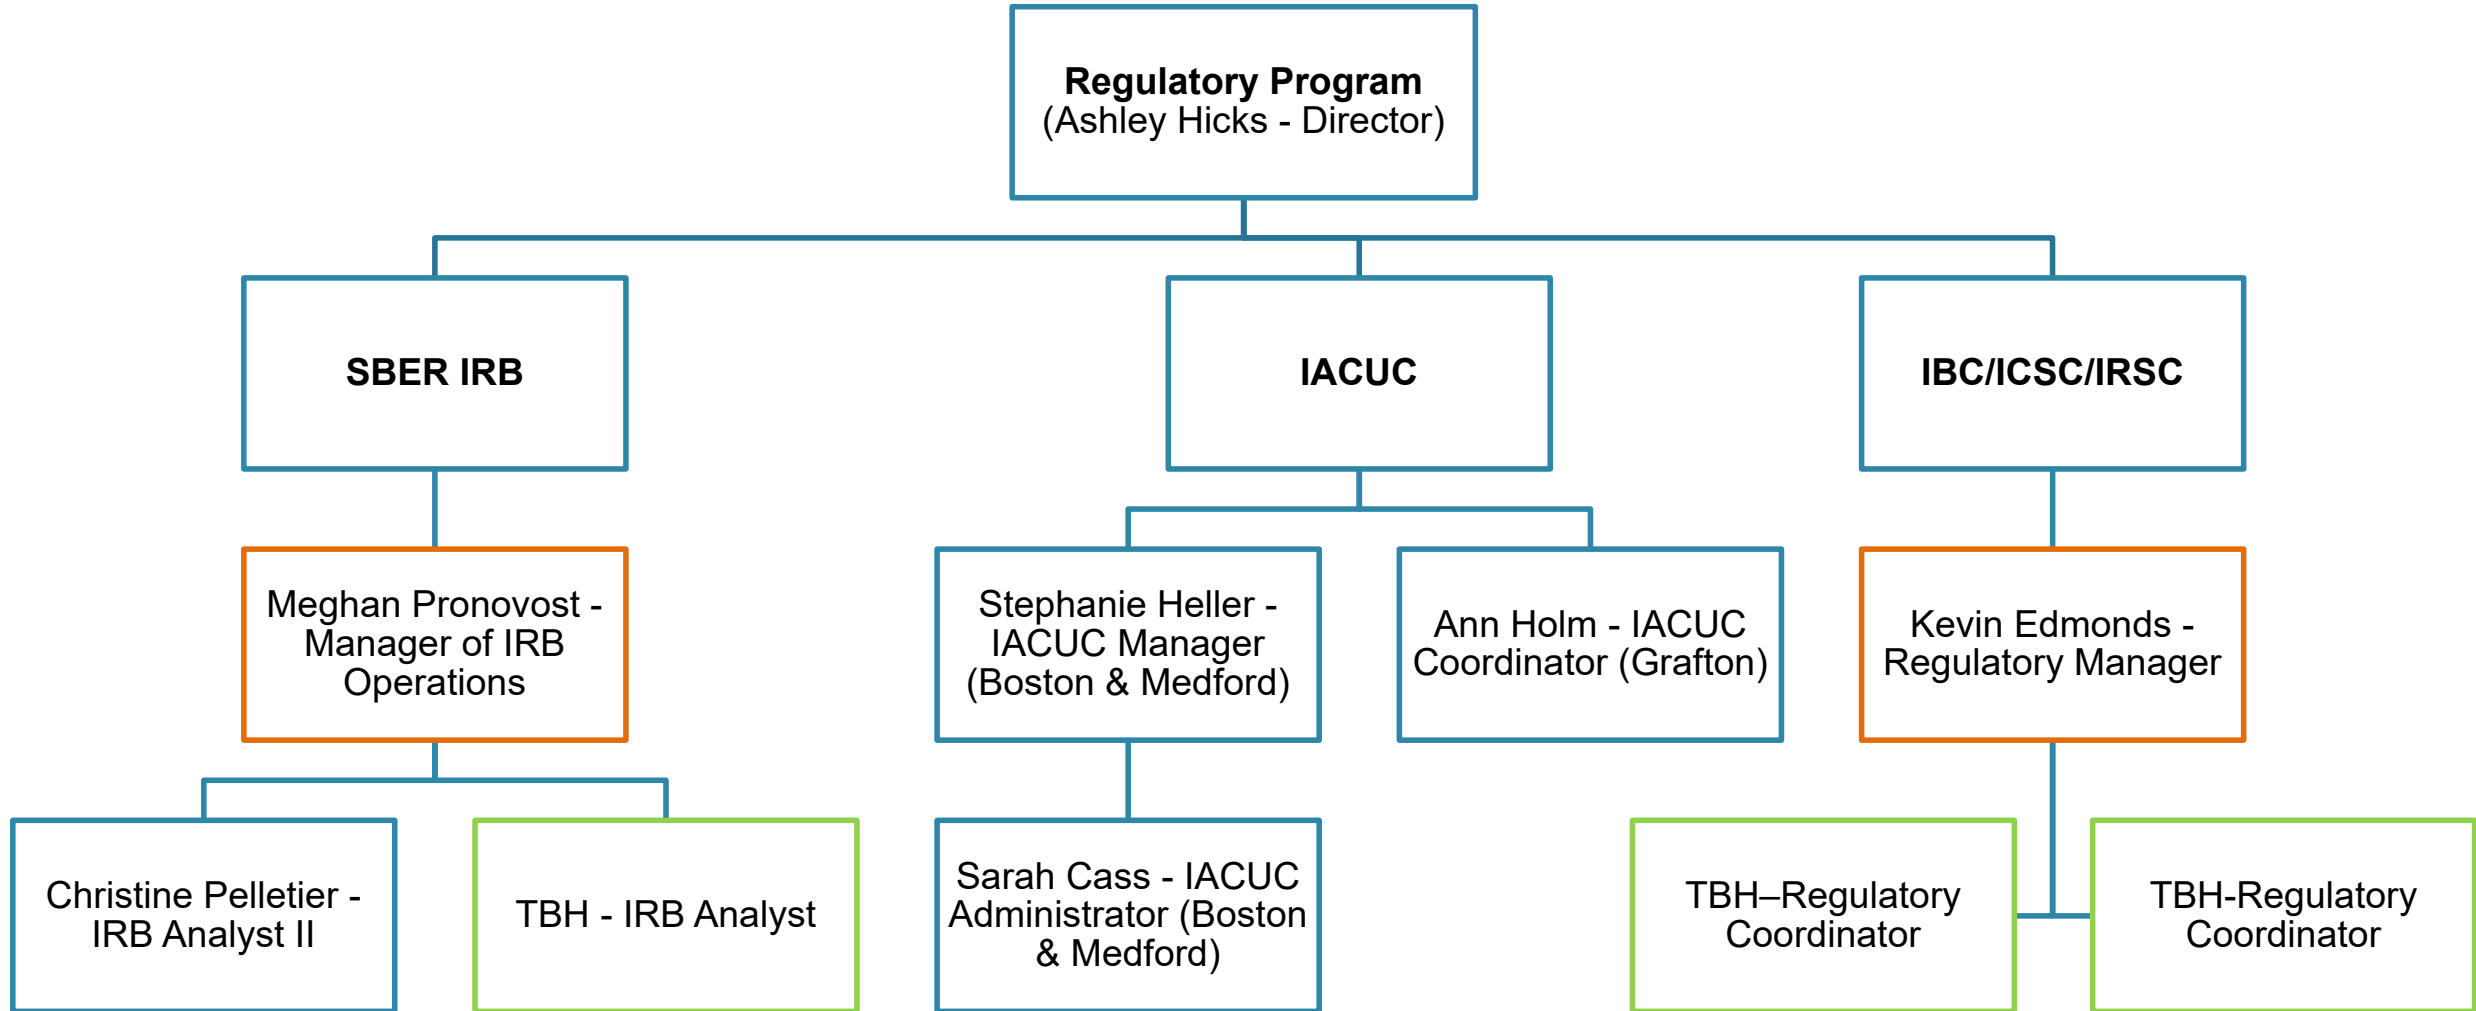 Regulatory Program
(Ashley Hicks - Director)
SBER IRB
IACUC
IBC/ICSC/IRSC
Meghan Pronovost -
Manager of IRB
Operations
Stephanie Heller -
IACUC Manager
(Boston & Medford)
Ann Holm - IACUC
Coordinator (Grafton)
Kevin Edmonds -
Regulatory Manager
Christine Pelletier -
IRB Analyst II
TBH - IRB Analyst
Sarah Cass - IACUC
Administrator (Boston
& Medford)
TBH–Regulatory
Coordinator
TBH-Regulatory
Coordinator